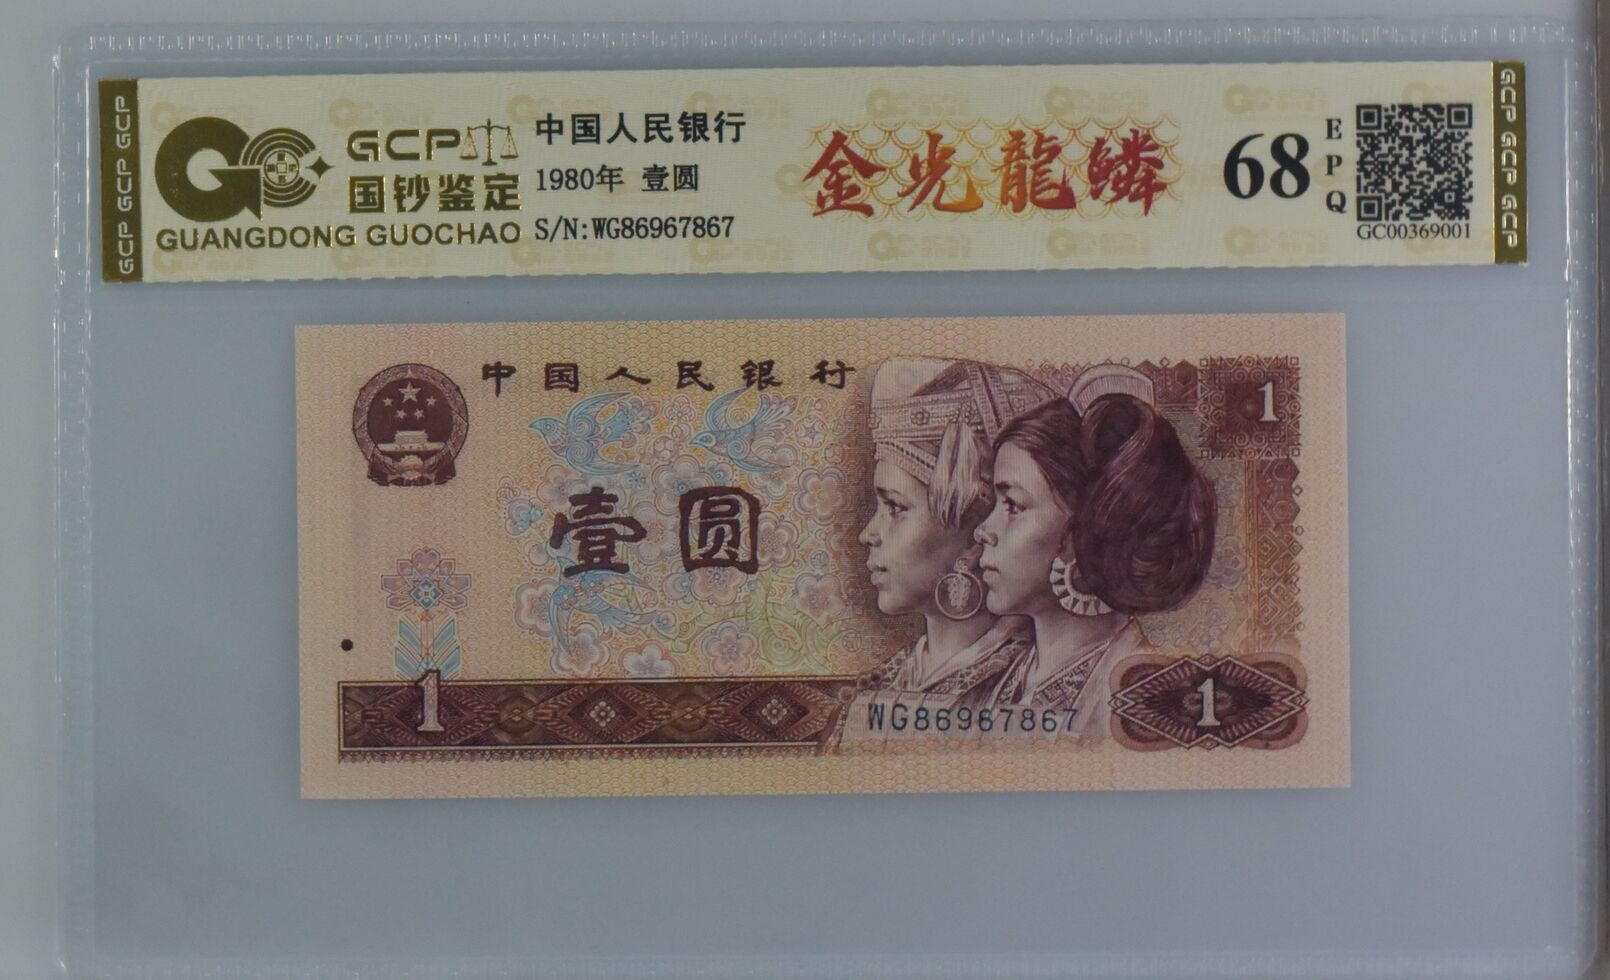 GCP GCP GCP
GCP
国钞鉴定
GUANGDONG GUOCHAO
中国人民银行
1980年 壹圆
S/N:WG86967867
金光龍鱗
68
EPQ
GC00369001
GCP GCP GCP
中国人民银行
1
壹圆
1
WG86967867
1